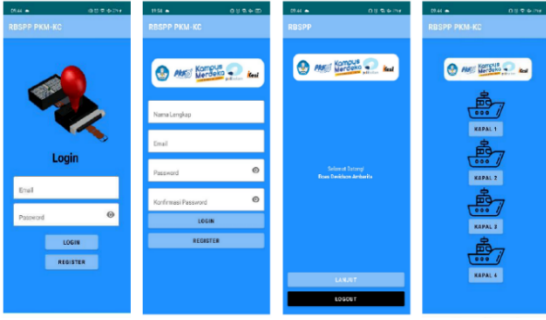 RBSPP PKM-KC
Login
Email
Password
LOGIN
REGISTER
RBSPP PKM-KC
Kampus
Merdeka
Nama Lengkap
Email
Password
Konfirmasi Password
LOGIN
REGISTER
RBSPP
Kampus
Merdeka
Selamat Datang!
LANJUT
LOGOUT
RBSPP PKM-KC
Kampus
Merdeka
KAPAL 1
KAPAL 2
KAPAL 3
KAPAL 4